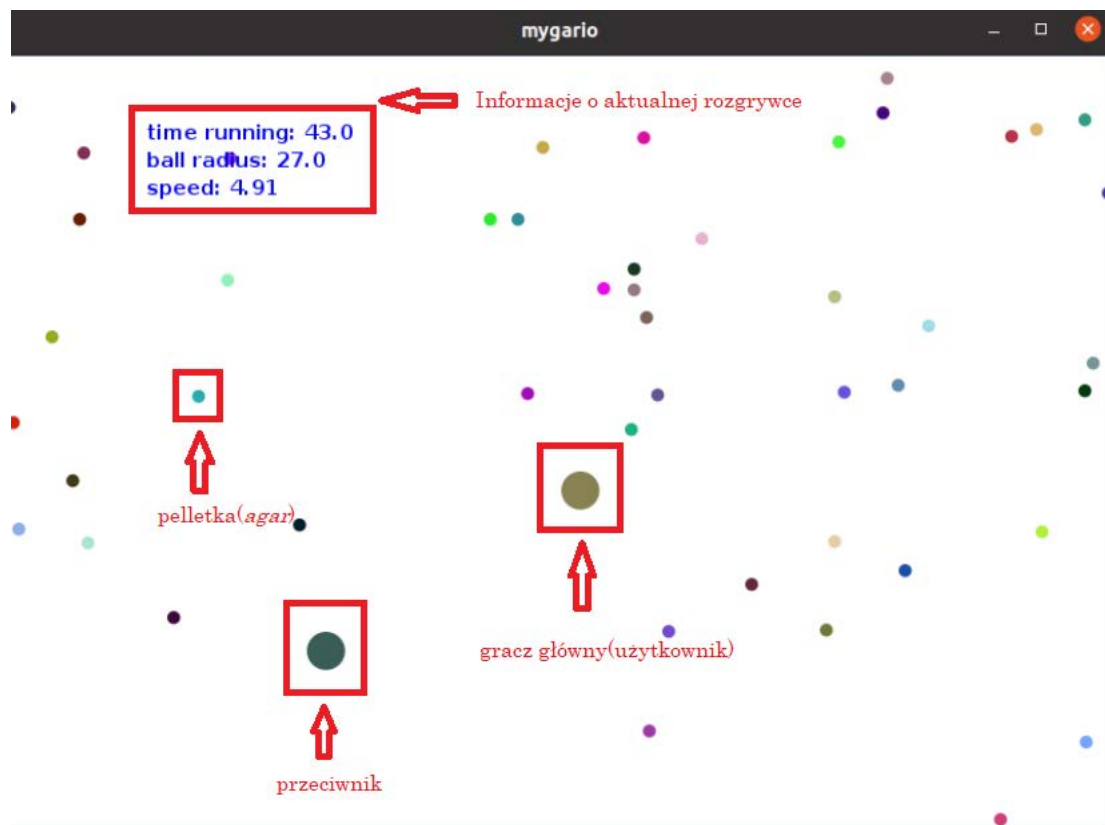 mygario
Informacje o aktualnej rozgrywce
time running: 43.0
ball radius: 27.0
speed: 4.91
pelletka(agar)
gracz główny(użytkownik)
przeciwnik